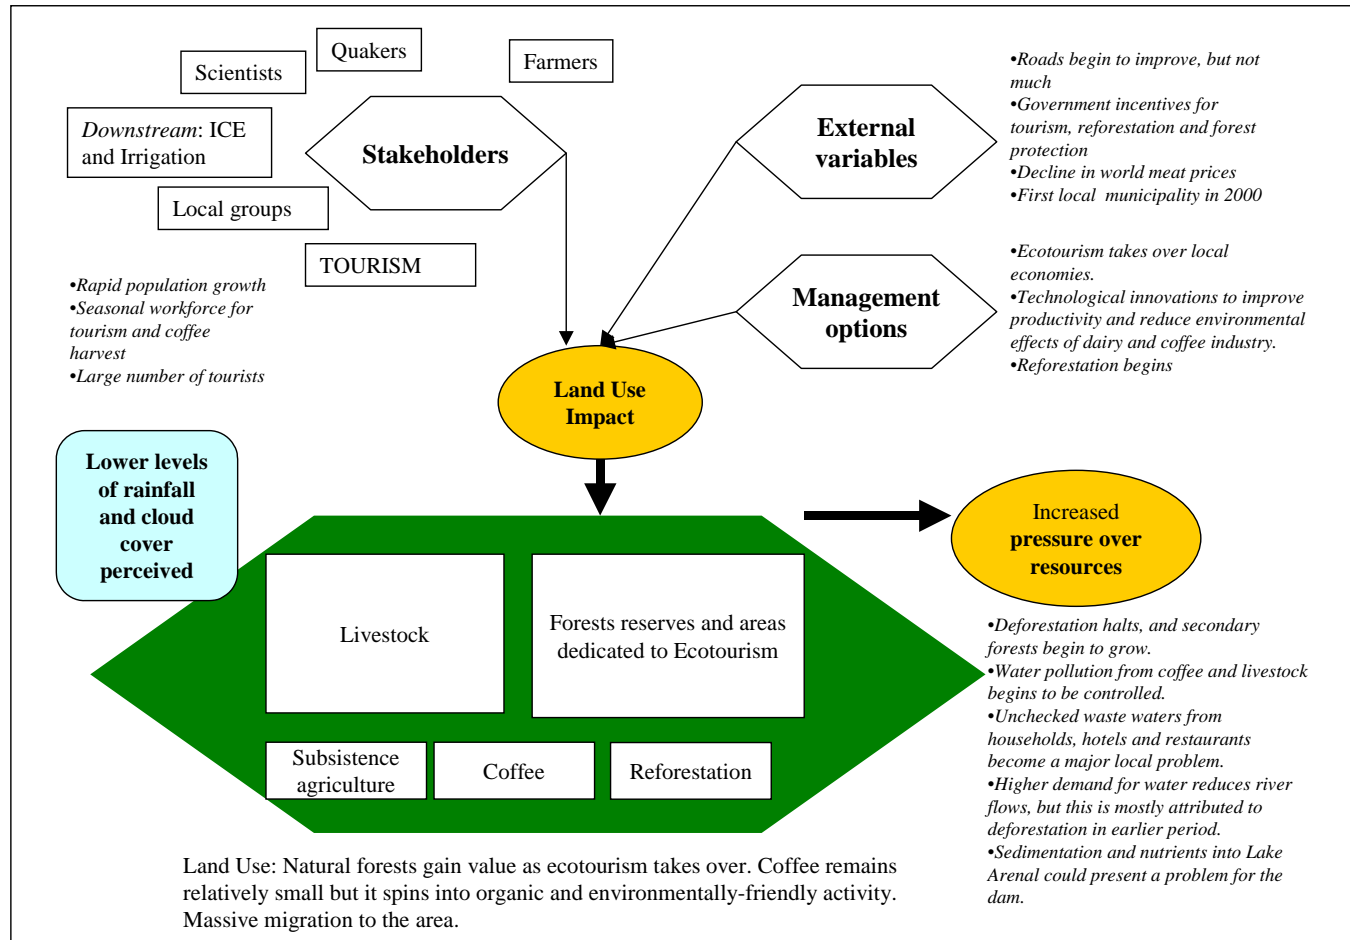 Quakers
Scientists
Farmers
Downstream: ICE
and Irrigation
Stakeholders
Local groups
TOURISM
•Rapid population growth
•Seasonal workforce for
tourism and coffee
harvest
•Large number of tourists
External
variables
•Roads begin to improve, but not
much
•Government incentives for
tourism, reforestation and forest
protection
•Decline in world meat prices
•First local  municipality in 2000
Management
options
•Ecotourism takes over local
economies.
•Technological innovations to improve
productivity and reduce environmental
effects of dairy and coffee industry.
•Reforestation begins
Land Use
Impact
Lower levels
of rainfall
and cloud
cover
perceived
Livestock
Forests reserves and areas
dedicated to Ecotourism
Subsistence
agriculture
Coffee
Reforestation
Increased
pressure over
resources
•Deforestation halts, and secondary
forests begin to grow.
•Water pollution from coffee and livestock
begins to be controlled.
•Unchecked waste waters from
households, hotels and restaurants
become a major local problem.
•Higher demand for water reduces river
flows, but this is mostly attributed to
deforestation in earlier period.
•Sedimentation and nutrients into Lake
Arenal could present a problem for the
dam.
Land Use: Natural forests gain value as ecotourism takes over. Coffee remains
relatively small but it spins into organic and environmentally-friendly activity.
Massive migration to the area.